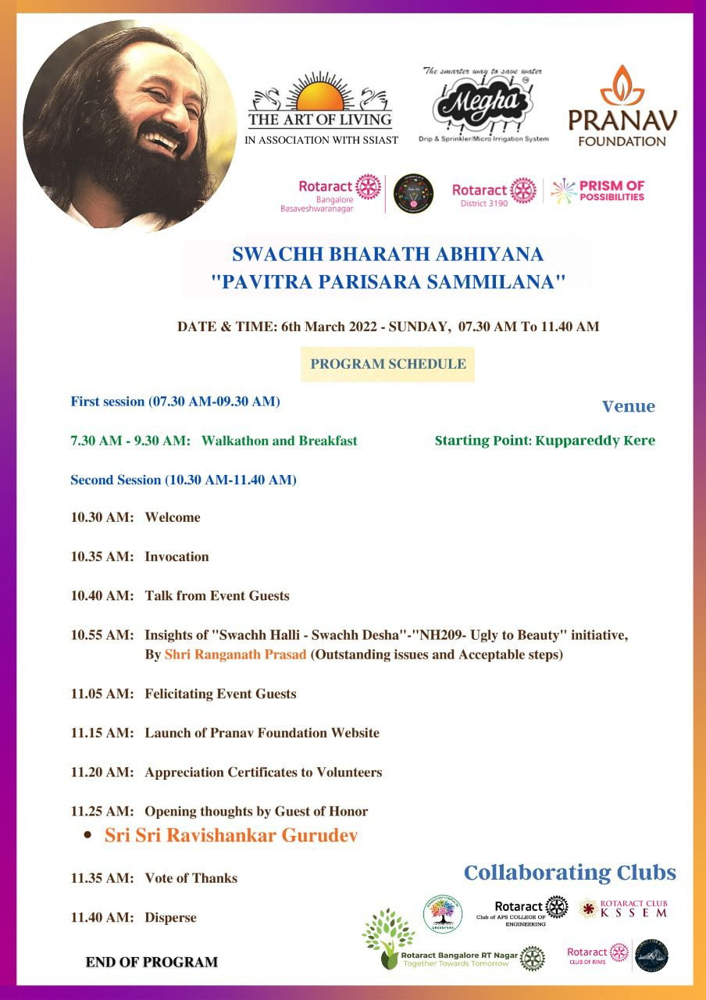 The smarter way to save water
Megha
TM
Drip & Sprinkler/Micro Irrigation System
THE ART OF LIVING
IN ASSOCIATION WITH SSIAST
PRANAV
FOUNDATION
Rotaract
Bangalore
Basaveshwaranagar
Rotaract
District 3190
PRISM OF
POSSIBILITIES
SWACHH BHARATH ABHIYANA
"PAVITRA PARISARA SAMMILANA"
DATE & TIME: 6th March 2022 - SUNDAY, 07.30 AM To 11.40 AM
PROGRAM SCHEDULE
First session (07.30 AM-09.30 AM)
Venue
7.30 AM - 9.30 AM: Walkathon and Breakfast
Starting Point: Kuppareddy Kere
Second Session (10.30 AM-11.40 AM)
10.30 AM: Welcome
10.35 AM: Invocation
10.40 AM: Talk from Event Guests
10.55 AM: Insights of "Swachh Halli - Swachh Desha"-"NH209- Ugly to Beauty" initiative,
By Shri Ranganath Prasad (Outstanding issues and Acceptable steps)
11.05 AM: Felicitating Event Guests
11.15 AM: Launch of Pranav Foundation Website
11.20 AM: Appreciation Certificates to Volunteers
11.25 AM: Opening thoughts by Guest of Honor
• Sri Sri Ravishankar Gurudev
11.35 AM: Vote of Thanks
11.40 AM: Disperse
END OF PROGRAM
Collaborating Clubs
GREENPARK
Rotaract
Club of APS COLLEGE OF
ENGINEERING
ROTARACT CLUB
KSSEM
Rotaract Bangalore RT Nagar
Together Towards Tomorrow
Rotaract
CLUB OF RIMS